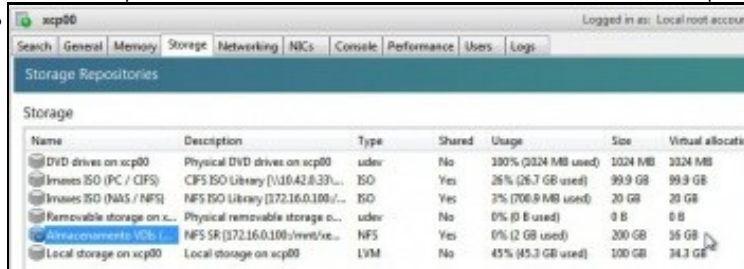 xcp00 Logged in as: Local root accoun
Search General Memory Storage Networking NICs Console Performance Users Logs
Storage Repositories
Storage
Name Description Type Shared Usage Size Virtual allocatio
DVD drives on xcp00 Physical DVD drives on xcp00 udev No 100% (1024 MB used) 1024 MB 1024 MB
Imaxes ISO (PC / CIFS) CIFS ISO Library [\\10.42.0.33\... ISO Yes 26% (26.7 GB used) 99.9 GB 99.9 GB
Imaxes ISO (NAS / NFS) NFS ISO Library [172.16.0.100:/... ISO Yes 3% (700.9 MB used) 20 GB 20 GB
Removable storage on x... Physical removable storage o... udev No 0% (0 B used) 0 B 0 B
Almacenamento VDIs (... NFS SR [172.16.0.100:/mnt/xe... NFS Yes 0% (2 GB used) 200 GB 16 GB
Local storage on xcp00 Local storage on xcp00 LVM No 45% (45.3 GB used) 100 GB 34.3 GB